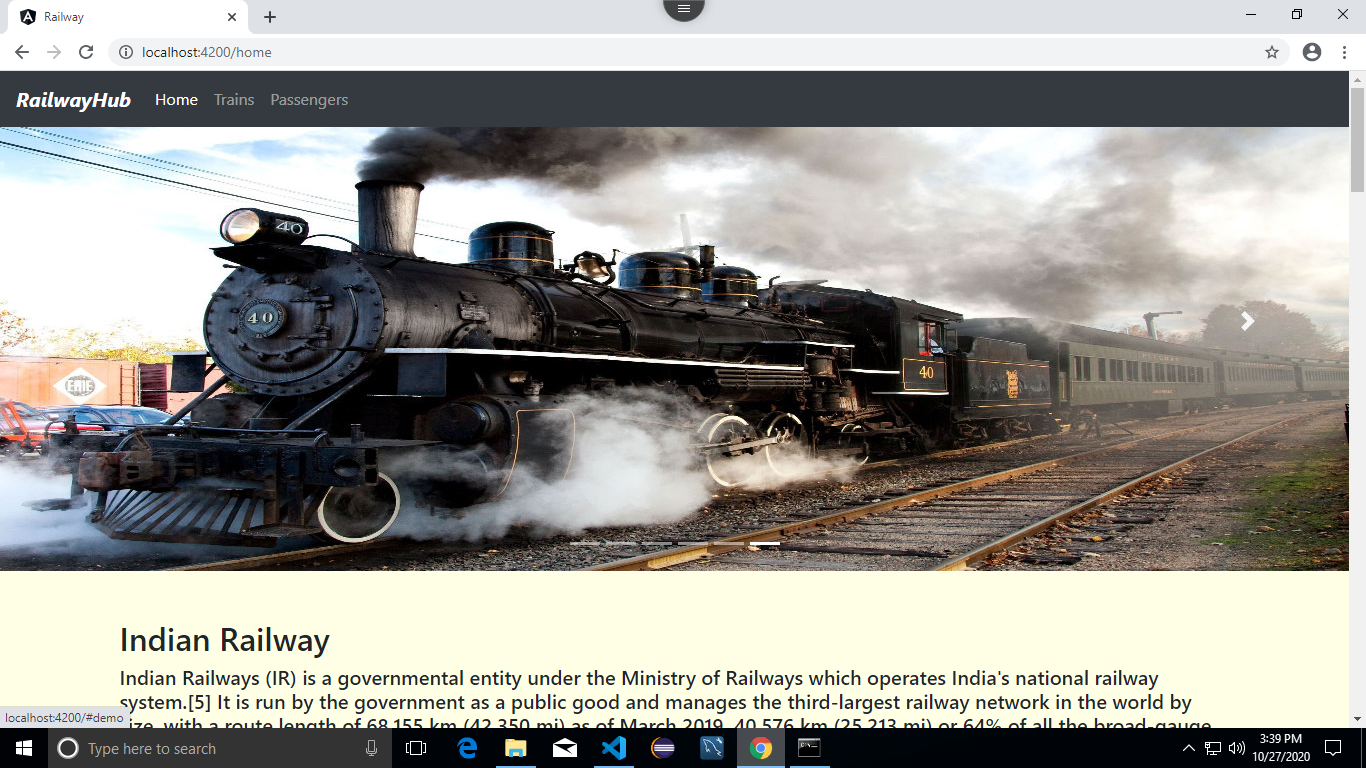 Railway
localhost:4200/home
RailwayHub Home Trains Passengers
40
40
40
ERIE
Indian Railway
Indian Railways (IR) is a governmental entity under the Ministry of Railways which operates India's national railway
system.[5] It is run by the government as a public good and manages the third-largest railway network in the world by
size, with a route length of 68,155 km (42,350 mi) as of March 2019, 40,576 km (25,213 mi) or 64% of all the broad-gauge
localhost:4200/#demo
Type here to search
3:39 PM
10/27/2020